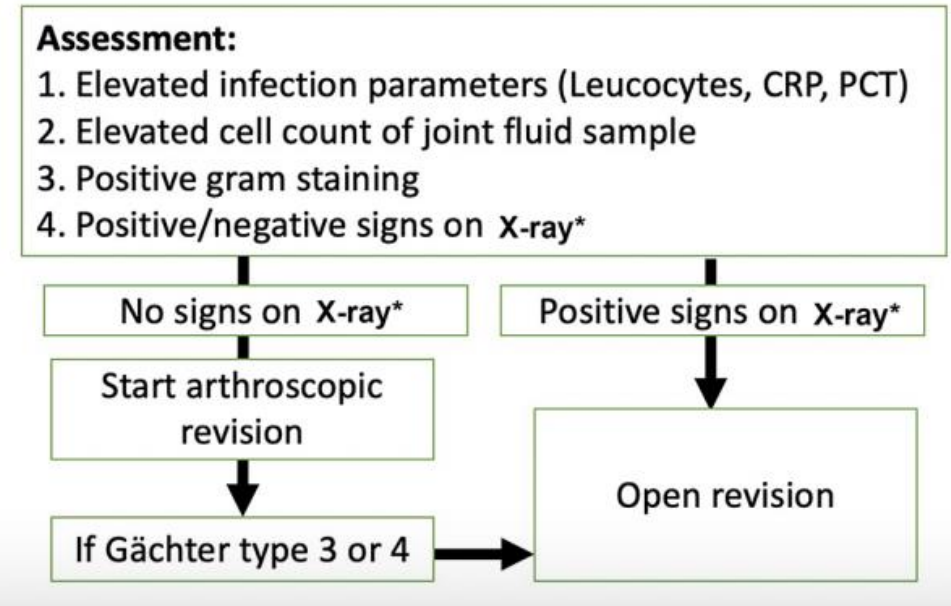 Assessment:
1. Elevated infection parameters (Leucocytes, CRP, PCT)
2. Elevated cell count of joint fluid sample
3. Positive gram staining
4. Positive/negative signs on X-ray*
No signs on X-ray*
Positive signs on X-ray*
Start arthroscopic
revision
Open revision
If Gächter type 3 or 4